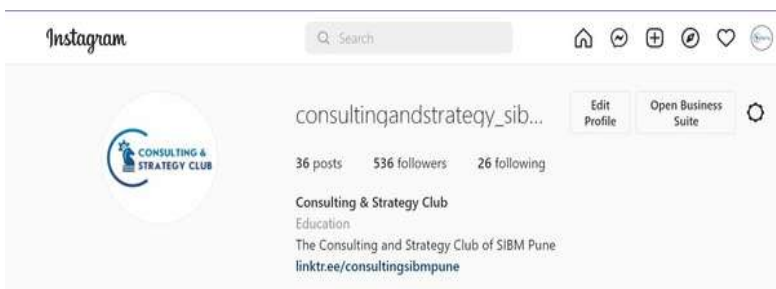 Instagram
Search
consultingandstrategy_sib...
Edit Profile
Open Business Suite
CONSULTING &
STRATEGY CLUB
36 posts 536 followers 26 following
Consulting & Strategy Club
Education
The Consulting and Strategy Club of SIBM Pune
linktr.ee/consultingsibmpune